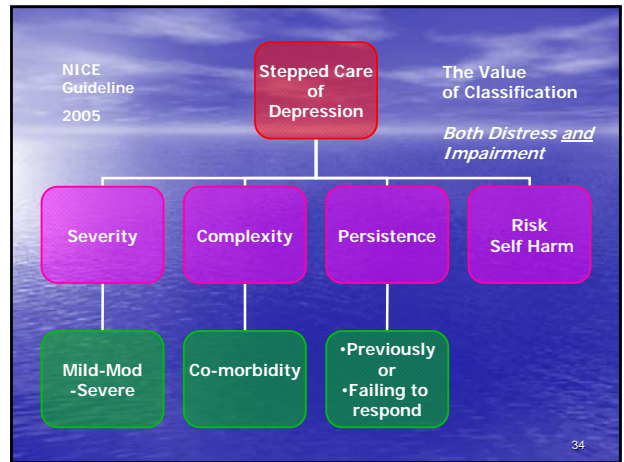 NICE
Guideline
2005
Stepped Care
of
Depression
The Value
of Classification
Both Distress and
Impairment
Severity
Complexity
Persistence
Risk
Self Harm
Mild-Mod
-Severe
Co-morbidity
•Previously
or
•Failing to
respond
34